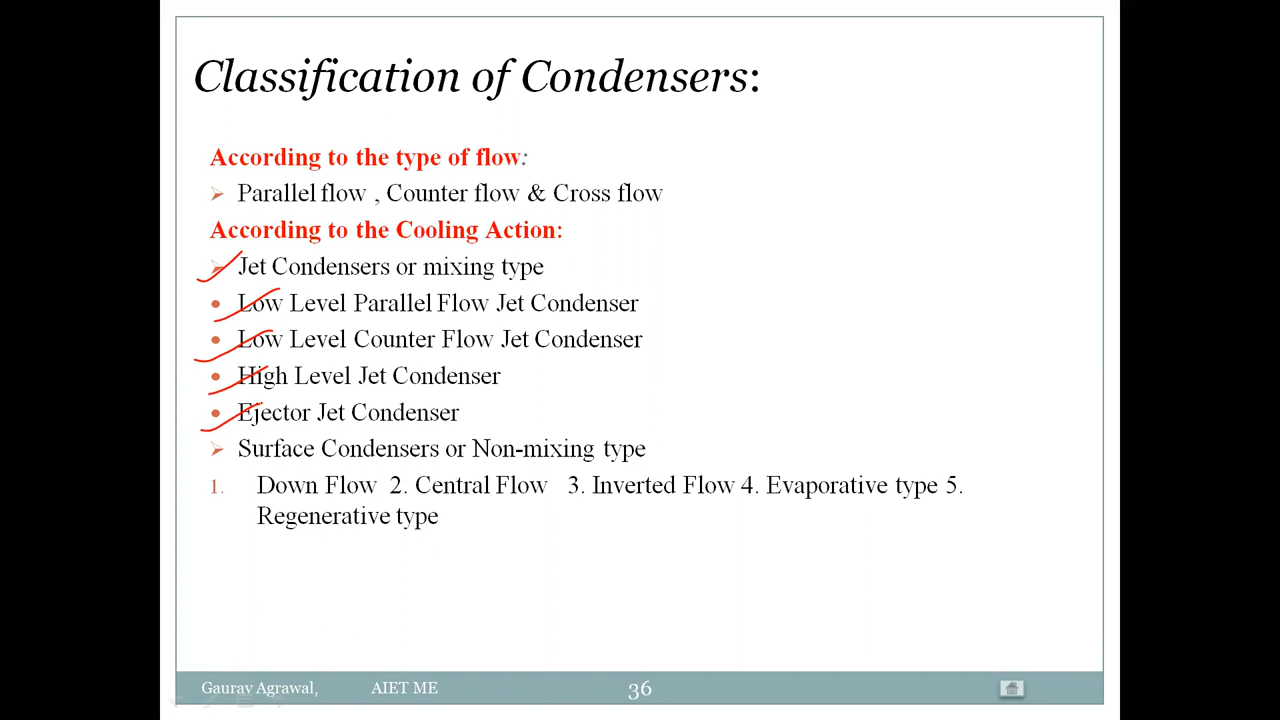 Classification of Condensers:
According to the type of flow:
Parallel flow , Counter flow & Cross flow
According to the Cooling Action:
Jet Condensers or mixing type
Low Level Parallel Flow Jet Condenser
Low Level Counter Flow Jet Condenser
High Level Jet Condenser
Ejector Jet Condenser
Surface Condensers or Non-mixing type
1. Down Flow 2. Central Flow 3. Inverted Flow 4. Evaporative type 5.
Regenerative type
Gaurav Agrawal, AIET ME 36